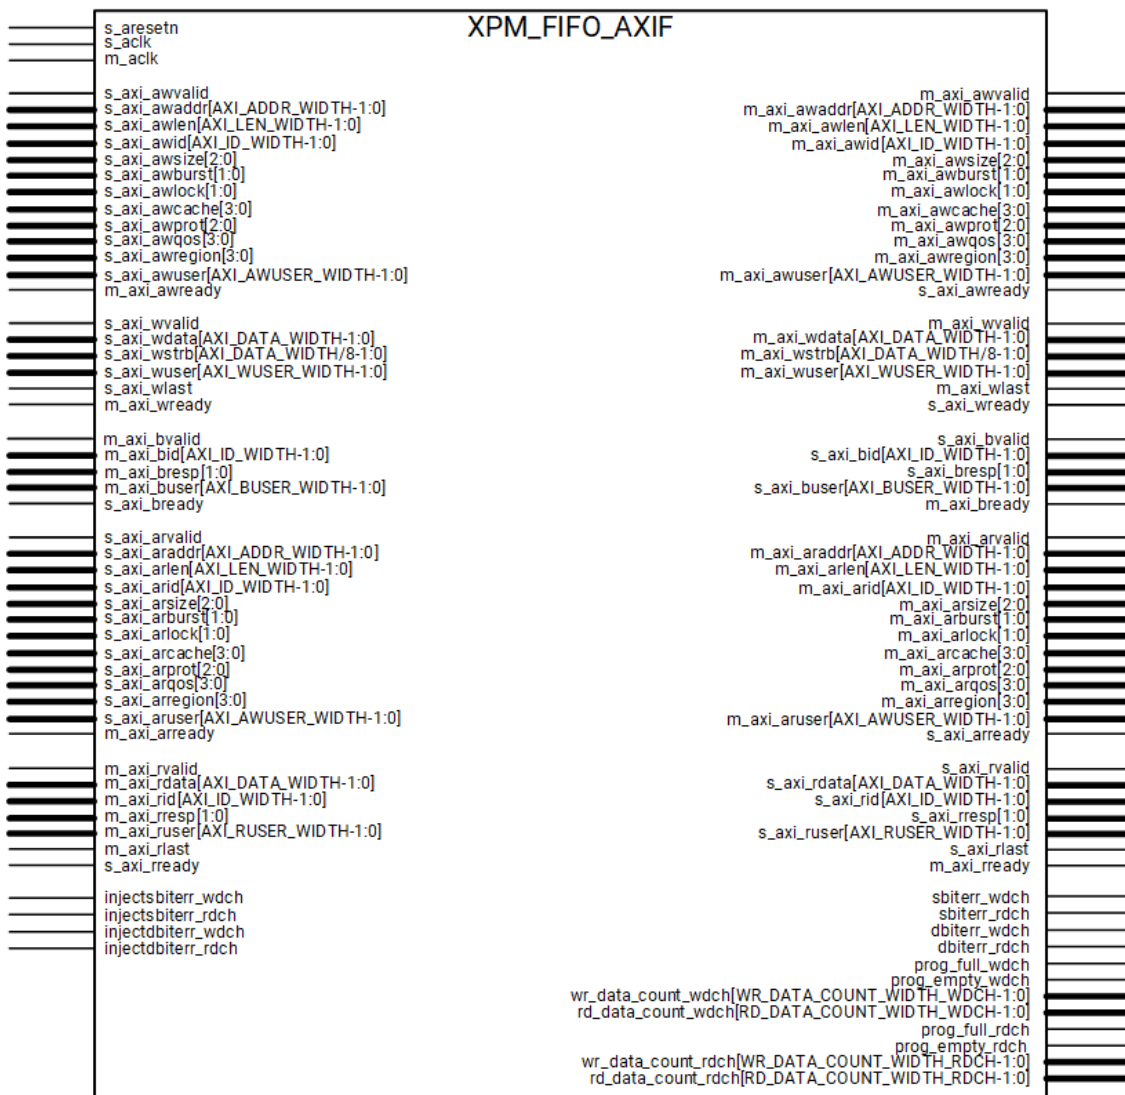 XPM_FIFO_AXIF
s_aresetn
s_aclk
m_aclk
s_axi_awvalid
s_axi_awaddr[AXI_ADDR_WIDTH-1:0]
s_axi_awlen[AXI_LEN_WIDTH-1:0]
s_axi_awid[AXI_ID_WIDTH-1:0]
s_axi_awsize[2:0]
s_axi_awburst[1:0]
s_axi_awlock[1:0]
s_axi_awcache[3:0]
s_axi_awprot[2:0]
s_axi_awqos[3:0]
s_axi_awregion[3:0]
s_axi_awuser[AXI_AWUSER_WIDTH-1:0]
m_axi_awready
s_axi_wvalid
s_axi_wdata[AXI_DATA_WIDTH-1:0]
s_axi_wstrb[AXI_DATA_WIDTH/8-1:0]
s_axi_wuser[AXI_WUSER_WIDTH-1:0]
s_axi_wlast
m_axi_wready
m_axi_bvalid
m_axi_bid[AXI_ID_WIDTH-1:0]
m_axi_bresp[1:0]
m_axi_buser[AXI_BUSER_WIDTH-1:0]
s_axi_bready
s_axi_arvalid
s_axi_araddr[AXI_ADDR_WIDTH-1:0]
s_axi_arlen[AXI_LEN_WIDTH-1:0]
s_axi_arid[AXI_ID_WIDTH-1:0]
s_axi_arsize[2:0]
s_axi_arburst[1:0]
s_axi_arlock[1:0]
s_axi_arcache[3:0]
s_axi_arprot[2:0]
s_axi_arqos[3:0]
s_axi_arregion[3:0]
s_axi_aruser[AXI_AWUSER_WIDTH-1:0]
m_axi_arready
m_axi_rvalid
m_axi_rdata[AXI_DATA_WIDTH-1:0]
m_axi_rid[AXI_ID_WIDTH-1:0]
m_axi_rresp[1:0]
m_axi_ruser[AXI_RUSER_WIDTH-1:0]
m_axi_rlast
s_axi_rready
injectsbiterr_wdch
injectsbiterr_rdch
injectdbiterr_wdch
injectdbiterr_rdch
m_axi_awvalid
m_axi_awaddr[AXI_ADDR_WIDTH-1:0]
m_axi_awlen[AXI_LEN_WIDTH-1:0]
m_axi_awid[AXI_ID_WIDTH-1:0]
m_axi_awsize[2:0]
m_axi_awburst[1:0]
m_axi_awlock[1:0]
m_axi_awcache[3:0]
m_axi_awprot[2:0]
m_axi_awqos[3:0]
m_axi_awregion[3:0]
m_axi_awuser[AXI_AWUSER_WIDTH-1:0]
s_axi_awready
m_axi_wvalid
m_axi_wdata[AXI_DATA_WIDTH-1:0]
m_axi_wstrb[AXI_DATA_WIDTH/8-1:0]
m_axi_wuser[AXI_WUSER_WIDTH-1:0]
m_axi_wlast
s_axi_wready
s_axi_bvalid
s_axi_bid[AXI_ID_WIDTH-1:0]
s_axi_bresp[1:0]
s_axi_buser[AXI_BUSER_WIDTH-1:0]
m_axi_bready
m_axi_arvalid
m_axi_araddr[AXI_ADDR_WIDTH-1:0]
m_axi_arlen[AXI_LEN_WIDTH-1:0]
m_axi_arid[AXI_ID_WIDTH-1:0]
m_axi_arsize[2:0]
m_axi_arburst[1:0]
m_axi_arlock[1:0]
m_axi_arcache[3:0]
m_axi_arprot[2:0]
m_axi_arqos[3:0]
m_axi_arregion[3:0]
m_axi_aruser[AXI_AWUSER_WIDTH-1:0]
s_axi_arready
s_axi_rvalid
s_axi_rdata[AXI_DATA_WIDTH-1:0]
s_axi_rid[AXI_ID_WIDTH-1:0]
s_axi_rresp[1:0]
s_axi_ruser[AXI_RUSER_WIDTH-1:0]
s_axi_rlast
m_axi_rready
sbiterr_wdch
sbiterr_rdch
dbiterr_wdch
dbiterr_rdch
prog_full_wdch
prog_empty_wdch
wr_data_count_wdch[WR_DATA_COUNT_WIDTH_WDCH-1:0]
rd_data_count_wdch[RD_DATA_COUNT_WIDTH_WDCH-1:0]
prog_full_rdch
prog_empty_rdch
wr_data_count_rdch[WR_DATA_COUNT_WIDTH_RDCH-1:0]
rd_data_count_rdch[RD_DATA_COUNT_WIDTH_RDCH-1:0]